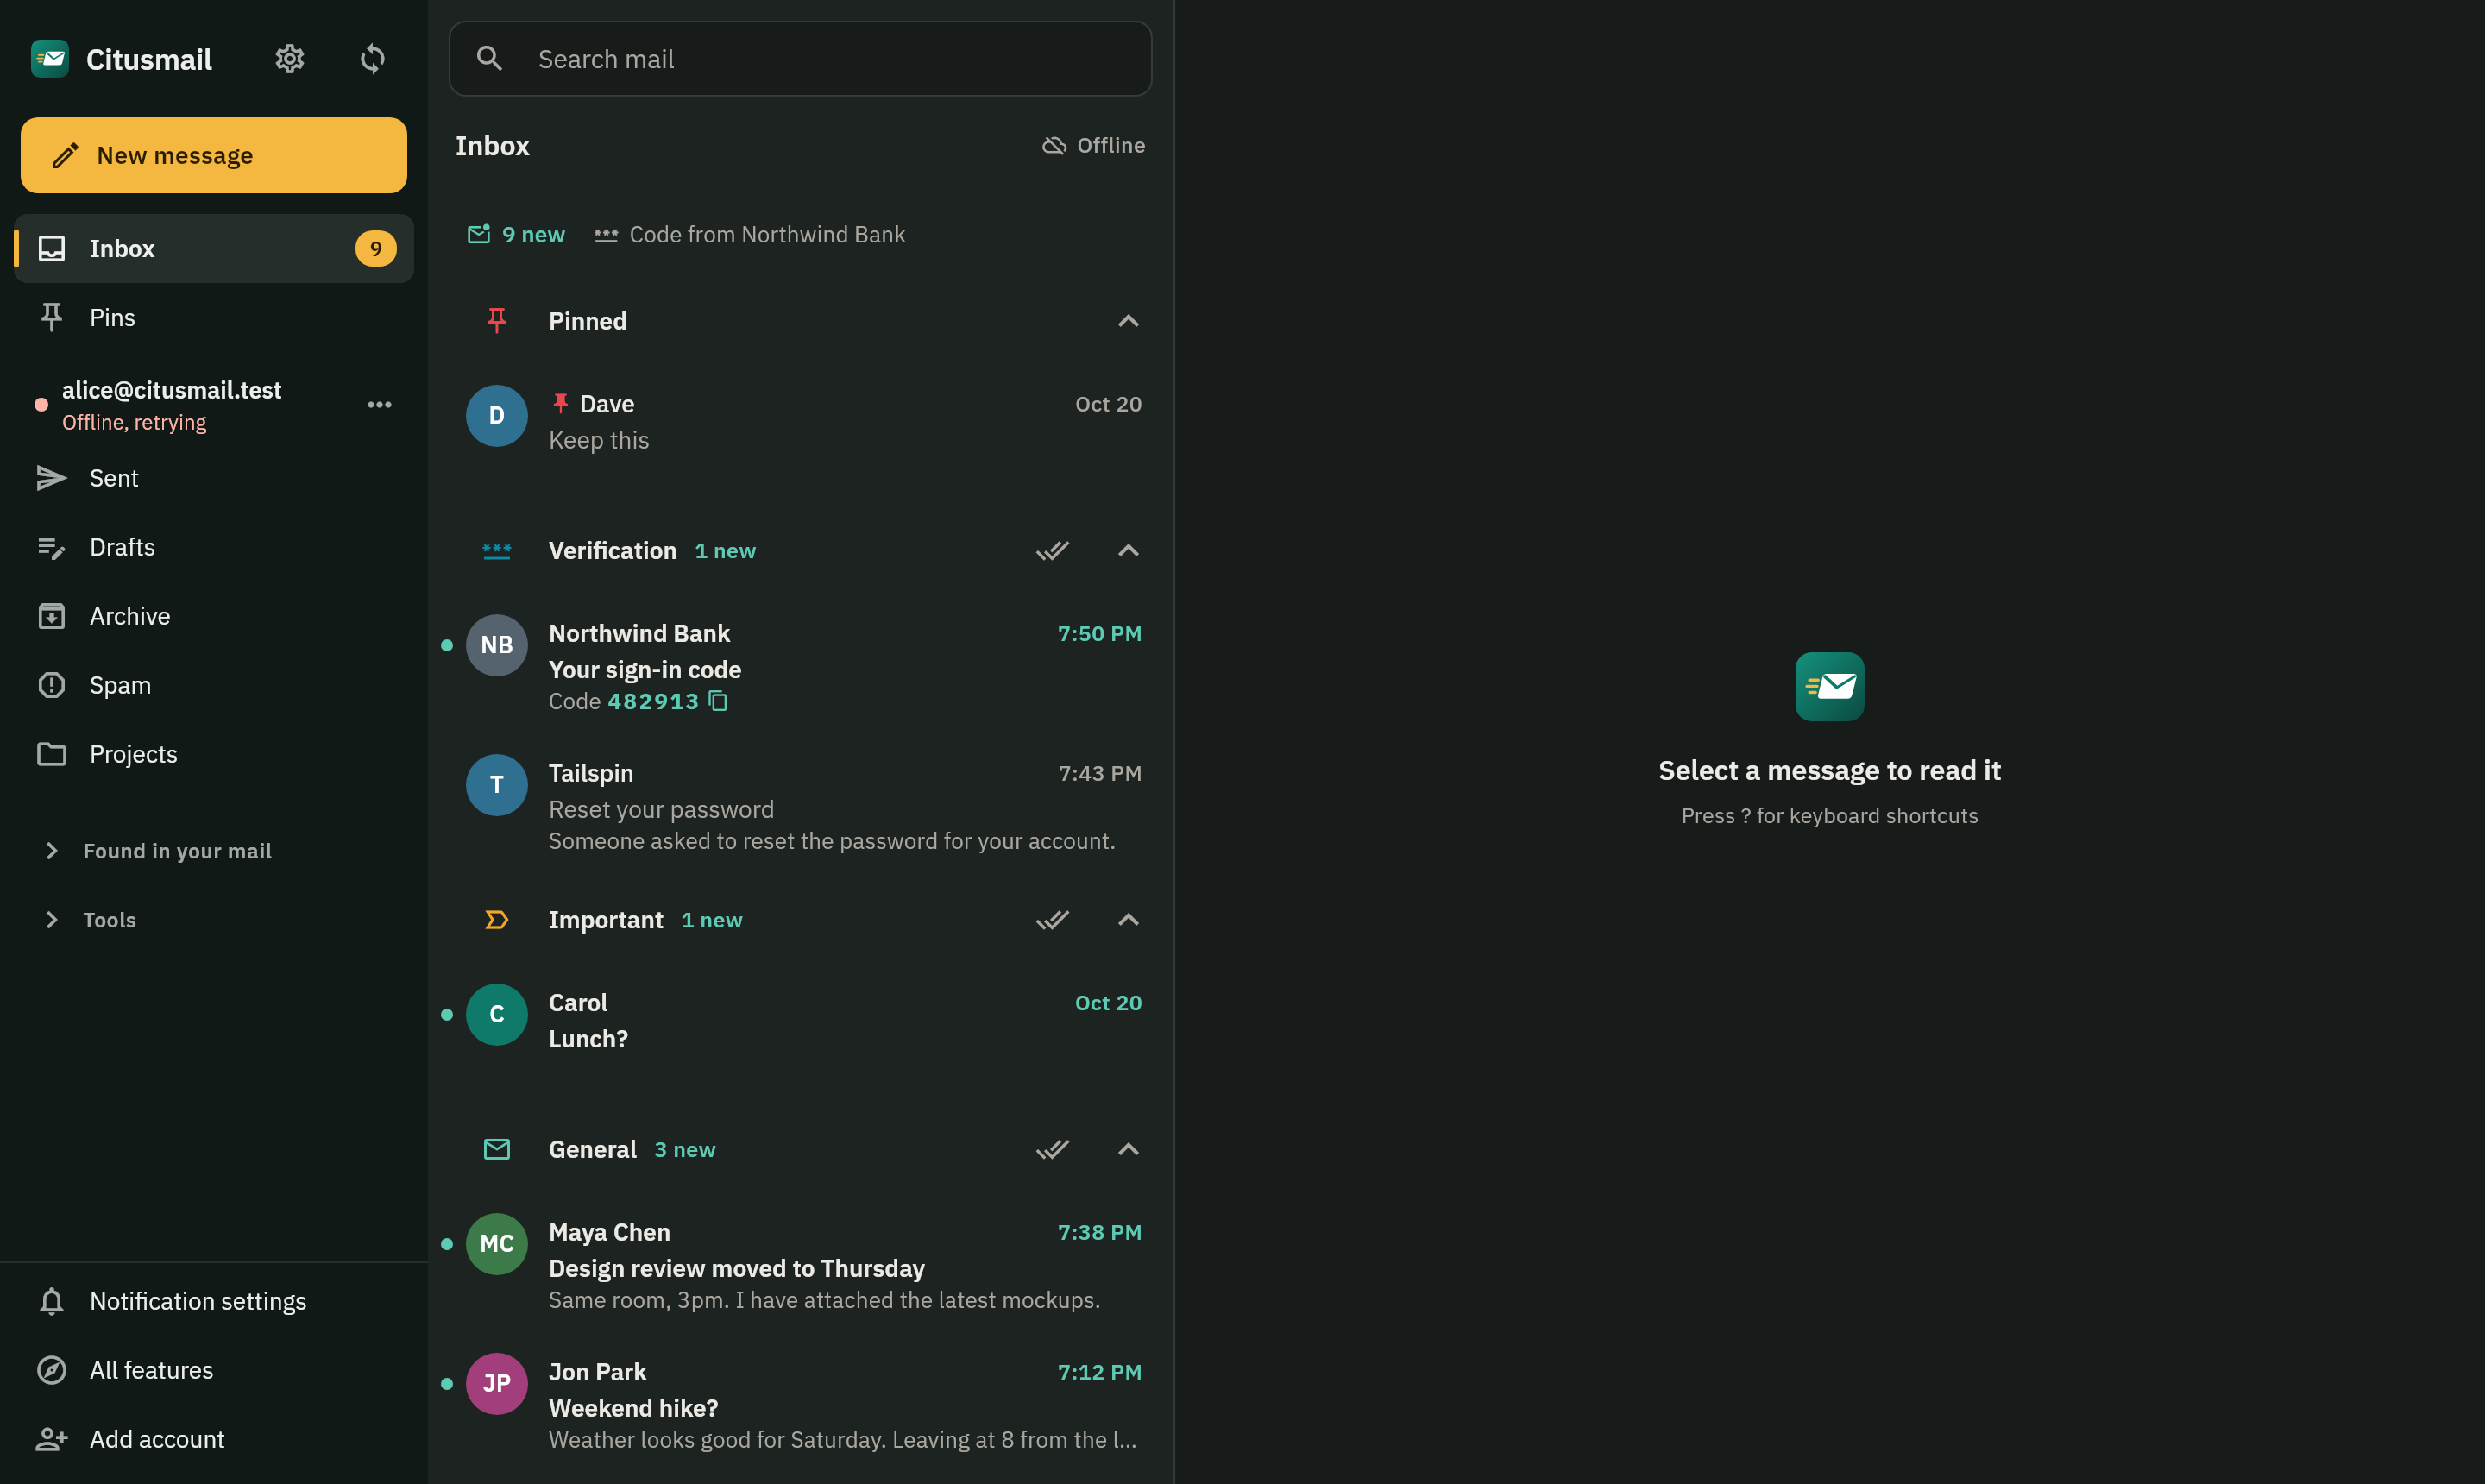 Citusmail
New message
Inbox 9
Pins
alice@citusmail.test
Offline, retrying
Sent
Drafts
Archive
Spam
Projects
Found in your mail
Tools
Notification settings
All features
Add account
Search mail
Inbox Offline
9 new Code from Northwind Bank
Pinned
D Dave Oct 20
Keep this
Verification 1 new
NB Northwind Bank 7:50 PM
Your sign-in code
Code 482913
T Tailspin 7:43 PM
Reset your password
Someone asked to reset the password for your account.
Important 1 new
C Carol Oct 20
Lunch?
General 3 new
MC Maya Chen 7:38 PM
Design review moved to Thursday
Same room, 3pm. I have attached the latest mockups.
JP Jon Park 7:12 PM
Weekend hike?
Weather looks good for Saturday. Leaving at 8 from the l...
Select a message to read it
Press ? for keyboard shortcuts